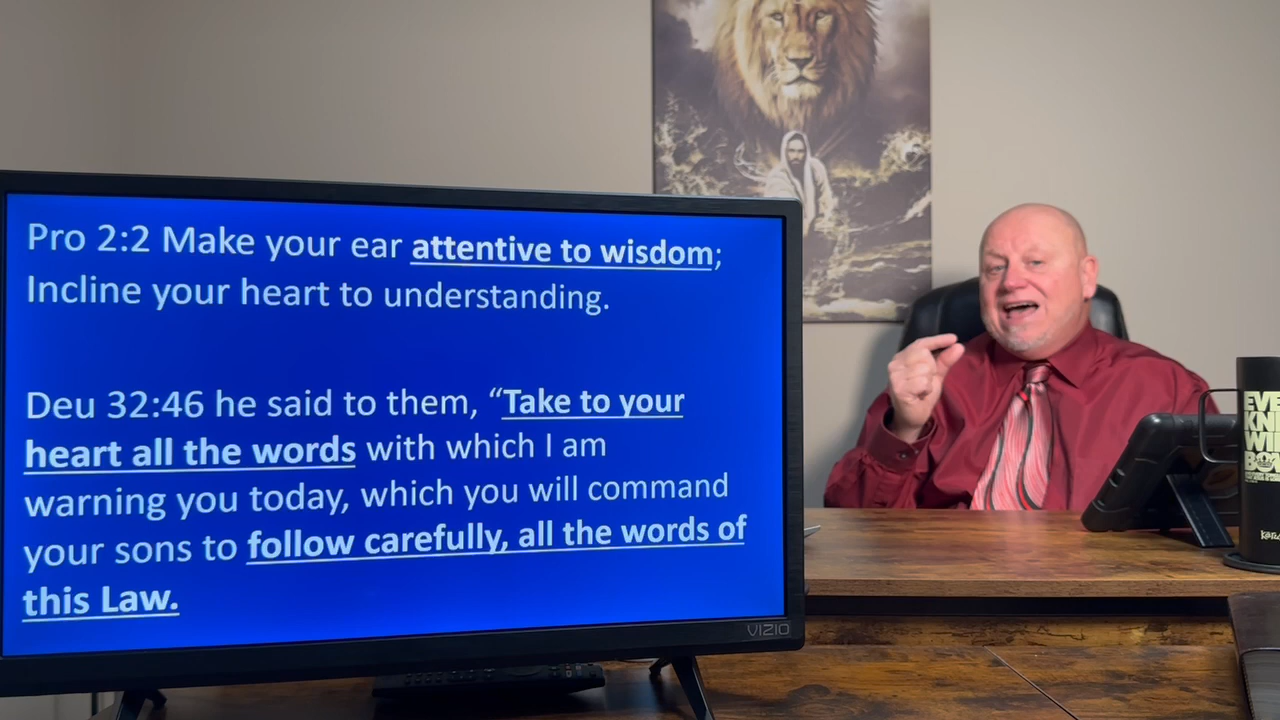 Pro 2:2 Make your ear attentive to wisdom;
Incline your heart to understanding.
Deu 32:46 he said to them, “Take to your
heart all the words with which I am
warning you today, which you will command
your sons to follow carefully, all the words of
this Law.
VIZIO